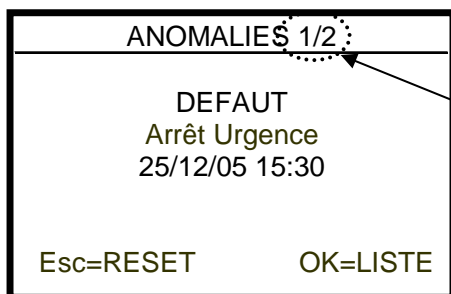 ANOMALIES 1/2
DEFAUT
Arrêt Urgence
25/12/05 15:30
Esc=RESET OK=LISTE